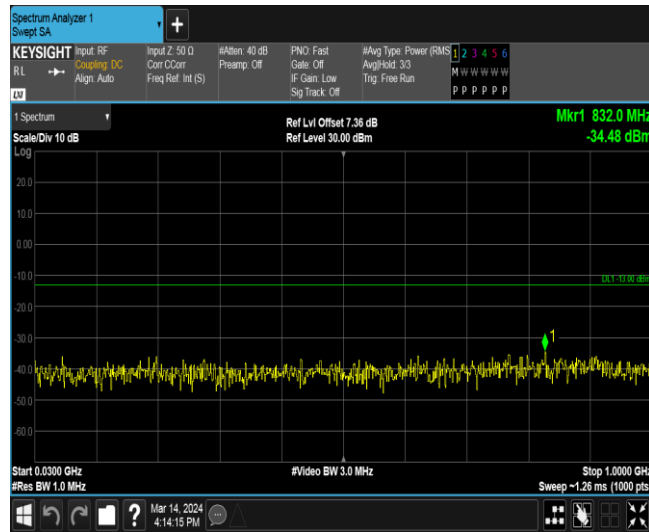 Spectrum Analyzer 1
Swept SA
+
KEYSIGHT Input: RF Input Z: 50 Ω #Atten: 40 dB PNO: Fast #Avg Type: Power (RMS 1 2 3 4 5 6
RL Coupling: DC Corr CCorr Preamp: Off Gate: Off Avg|Hold: 3/3 M W W W W W
Align: Auto Freq Ref: Int (S) IF Gain: Low Trig: Free Run
Sig Track: Off P P P P P P
LXI
1 Spectrum Ref Lvl Offset 7.36 dB Mkr1 832.0 MHz
Scale/Div 10 dB Ref Level 30.00 dBm -34.48 dBm
Log
20.0
10.0
0.00
-10.0
DL1 -13.00 dBm
-20.0
-30.0
1
-40.0
-50.0
-60.0
Start 0.0300 GHz #Video BW 3.0 MHz Stop 1.0000 GHz
#Res BW 1.0 MHz Sweep ~1.26 ms (1000 pts
? Mar 14, 2024
4:14:15 PM